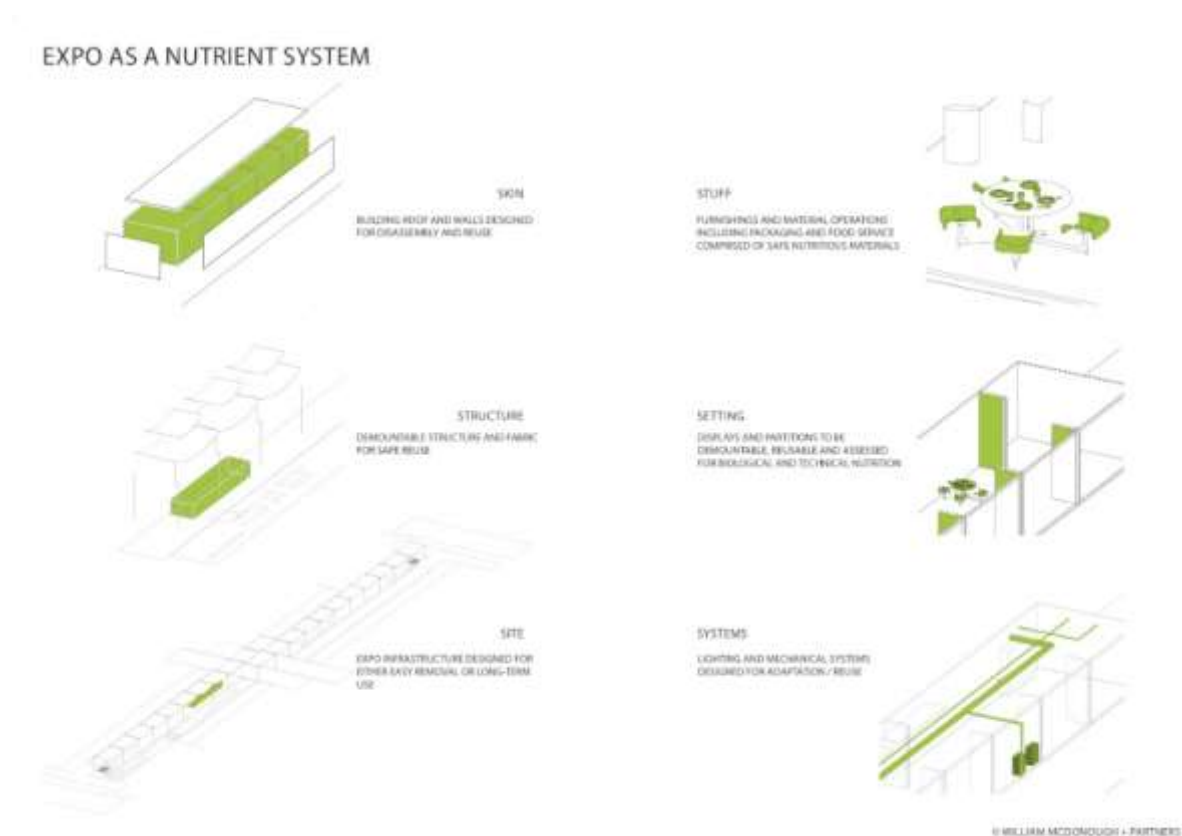 EXPO AS A NUTRIENT SYSTEM
SKIN
BUILDING ROOF AND WALLS DESIGNED
FOR DISASSEMBLY AND REUSE
STUFF
FURNISHINGS AND MATERIAL OPERATIONS
INCLUDING PACKAGING AND FOOD SERVICE
COMPRISED OF SAFE NUTRITIOUS MATERIALS
STRUCTURE
DEMOUNTABLE STRUCTURE AND FABRIC
FOR SAFE REUSE
SETTING
DISPLAYS AND PARTITIONS TO BE
DEMOUNTABLE, REUSABLE AND ASSESSED
FOR BIOLOGICAL AND TECHNICAL NUTRITION
SITE
EXPO INFRASTRUCTURE DESIGNED FOR
EITHER EASY REMOVAL OR LONG-TERM
USE
SYSTEMS
LIGHTING AND MECHANICAL SYSTEMS
DESIGNED FOR ADAPTATION / REUSE
© WILLIAM MCDONOUGH + PARTNERS